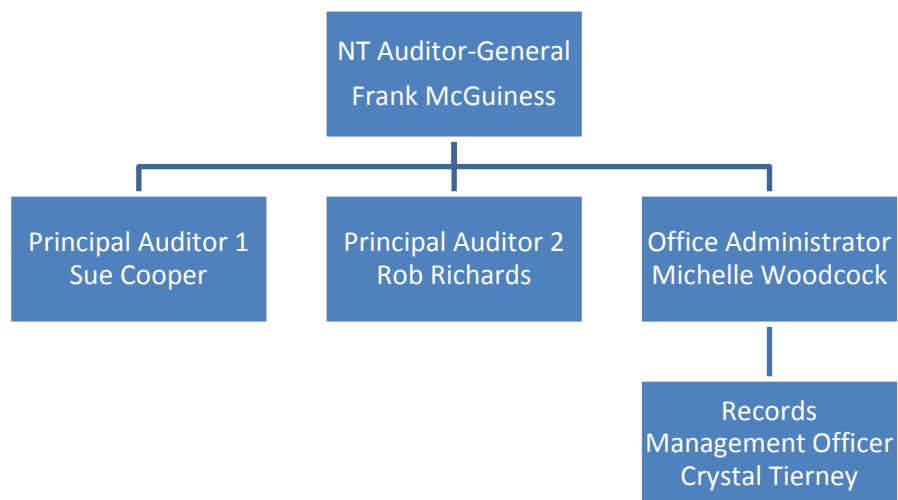 NT Auditor-General
Frank McGuiness
Principal Auditor 1
Sue Cooper
Principal Auditor 2
Rob Richards
Office Administrator
Michelle Woodcock
Records
Management Officer
Crystal Tierney